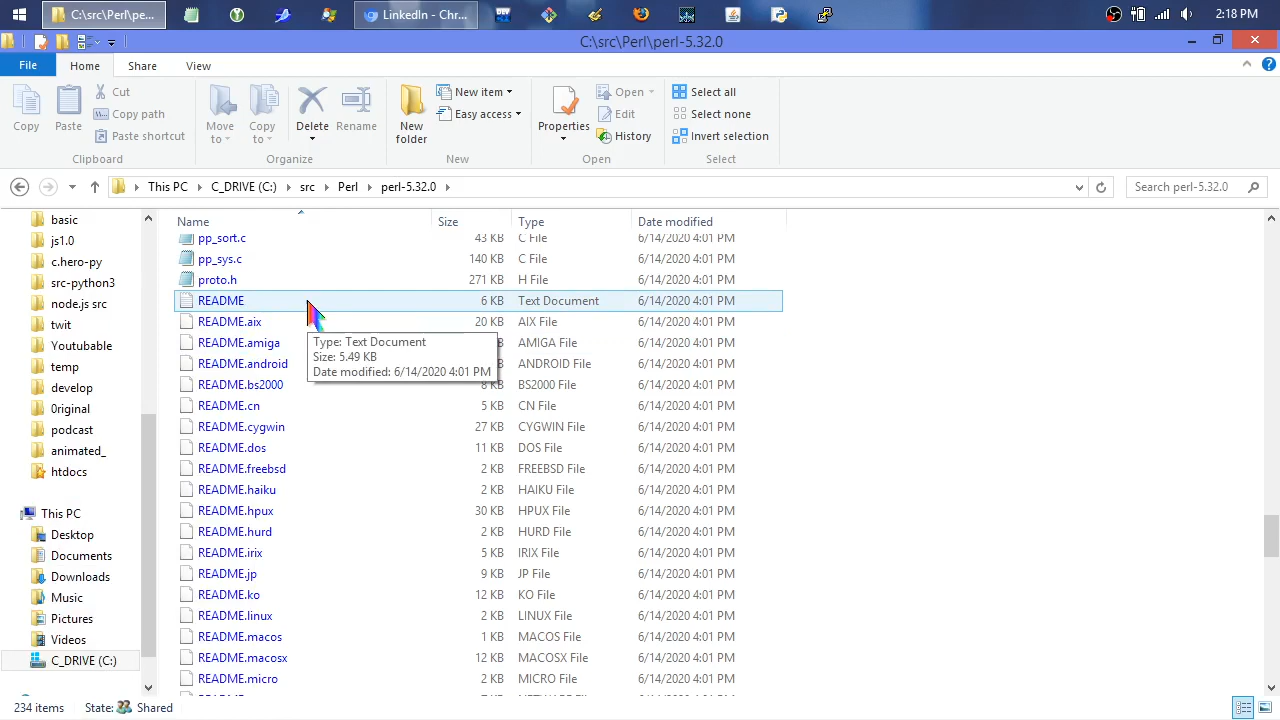 C:\src\Perl\pe...
LinkedIn - Chr...
2:18 PM
C:\src\Perl\perl-5.32.0
File Home Share View
Copy
Paste
Cut
Copy path
Paste shortcut
Clipboard
Move to
Copy to
Delete
Rename
Organize
New folder
New item
Easy access
New
Properties
Open
Edit
History
Open
Select all
Select none
Invert selection
Select
This PC C_DRIVE (C:) src Perl perl-5.32.0
Search perl-5.32.0
basic
js1.0
c.hero-py
src-python3
node.js src
twit
Youtubable
temp
develop
0riginal
podcast
animated_
htdocs
This PC
Desktop
Documents
Downloads
Music
Pictures
Videos
C_DRIVE (C:)
Name Size Type Date modified
pp_sort.c 43 KB C File 6/14/2020 4:01 PM
pp_sys.c 140 KB C File 6/14/2020 4:01 PM
proto.h 271 KB H File 6/14/2020 4:01 PM
README 6 KB Text Document 6/14/2020 4:01 PM
README.aix 20 KB AIX File 6/14/2020 4:01 PM
README.amiga AMIGA File 6/14/2020 4:01 PM
README.android ANDROID File 6/14/2020 4:01 PM
README.bs2000 8 KB BS2000 File 6/14/2020 4:01 PM
README.cn 5 KB CN File 6/14/2020 4:01 PM
README.cygwin 27 KB CYGWIN File 6/14/2020 4:01 PM
README.dos 11 KB DOS File 6/14/2020 4:01 PM
README.freebsd 2 KB FREEBSD File 6/14/2020 4:01 PM
README.haiku 2 KB HAIKU File 6/14/2020 4:01 PM
README.hpux 30 KB HPUX File 6/14/2020 4:01 PM
README.hurd 2 KB HURD File 6/14/2020 4:01 PM
README.irix 5 KB IRIX File 6/14/2020 4:01 PM
README.jp 9 KB JP File 6/14/2020 4:01 PM
README.ko 12 KB KO File 6/14/2020 4:01 PM
README.linux 2 KB LINUX File 6/14/2020 4:01 PM
README.macos 1 KB MACOS File 6/14/2020 4:01 PM
README.macosx 12 KB MACOSX File 6/14/2020 4:01 PM
README.micro 2 KB MICRO File 6/14/2020 4:01 PM
Type: Text Document
Size: 5.49 KB
Date modified: 6/14/2020 4:01 PM
234 items State: Shared